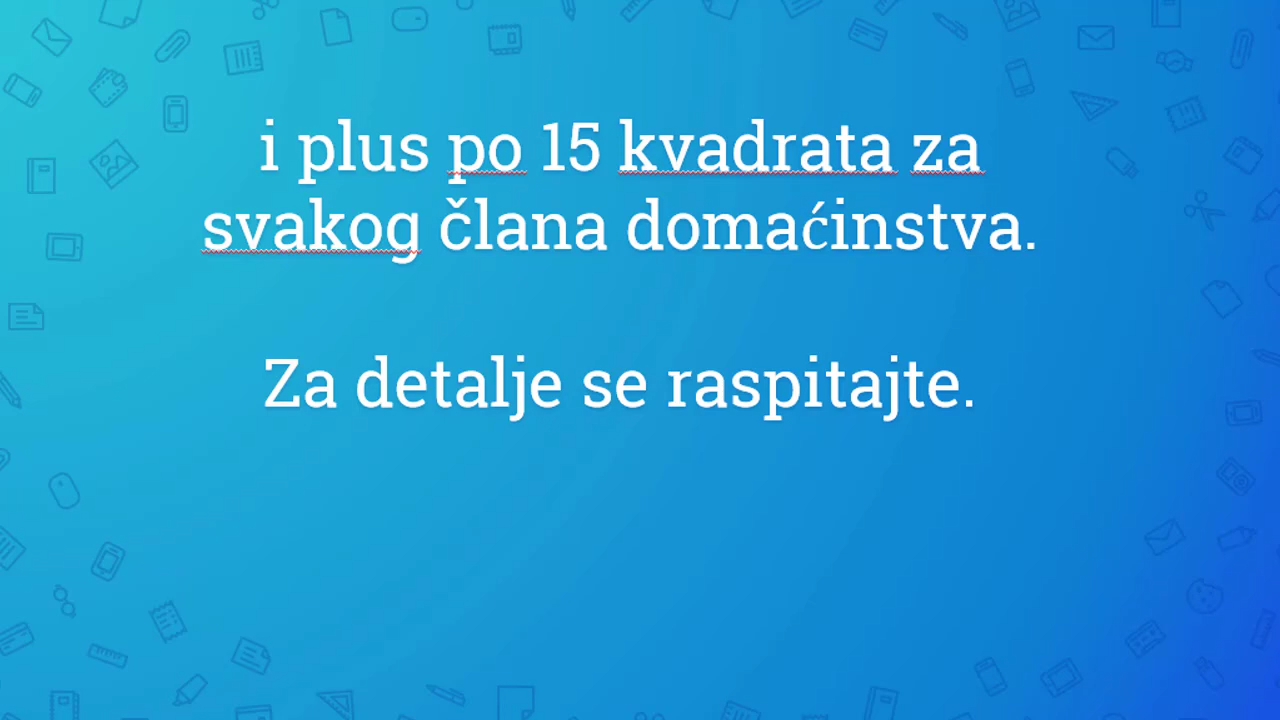 i plus po 15 kvadrata za
svakog člana domaćinstva.
Za detalje se raspitajte.